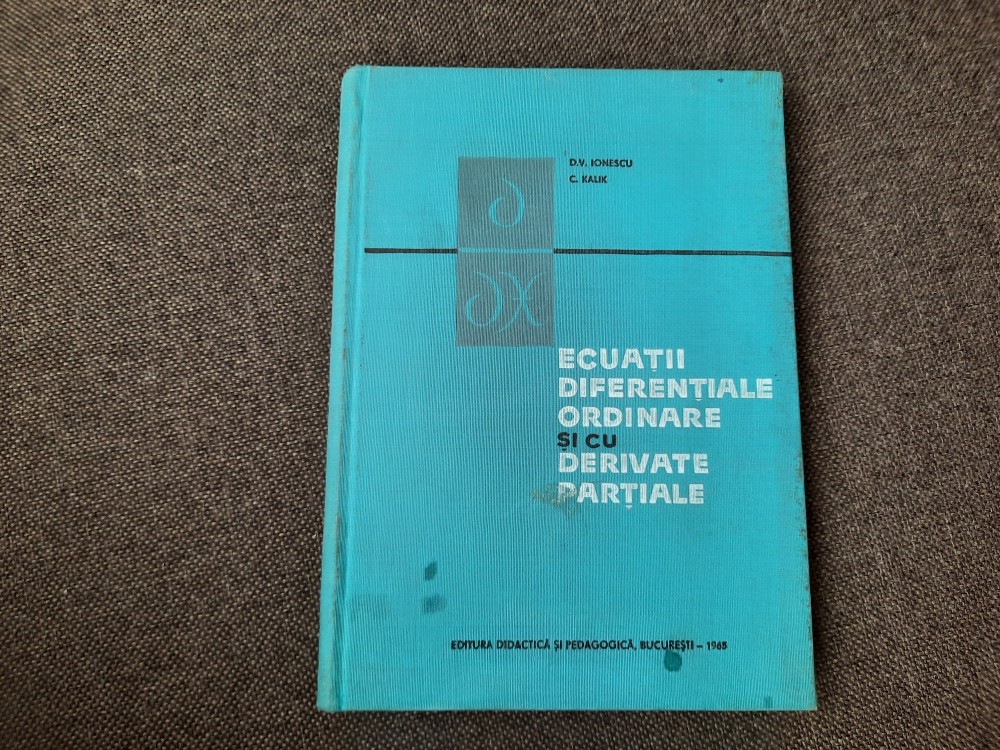 D.V. IONESCU
C. KALIK
∂
∂x
ECUAȚII
DIFERENȚIALE
ORDINARE
ȘI CU
DERIVATE
PARȚIALE
EDITURA DIDACTICĂ ȘI PEDAGOGICĂ, BUCUREȘTI – 1965